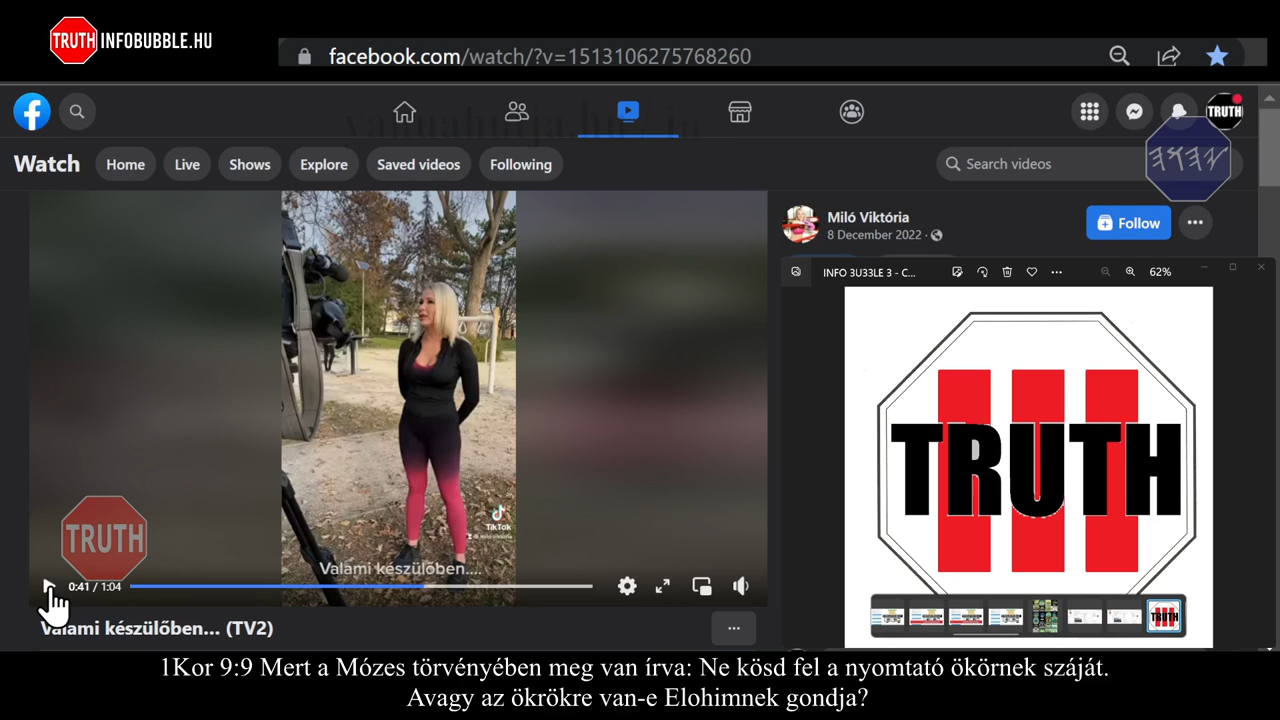 TRUTH INFOBUBBLE.HU
facebook.com/watch/?v=1513106275768260
TRUTH
Watch
Home
Live
Shows
Explore
Saved videos
Following
Search videos
𐤉𐤄𐤅𐤄
Miló Viktória
Follow
8 December 2022
INFO 3U33LE 3 - C...
62%
TRUTH
TikTok
TRUTH
Valami készülőben....
0:41 / 1:04
TRUTH
Valami készülőben... (TV2)
1Kor 9:9 Mert a Mózes törvényében meg van írva: Ne kösd fel a nyomtató ökörnek száját.
Avagy az ökrökre van-e Elohimnek gondja?